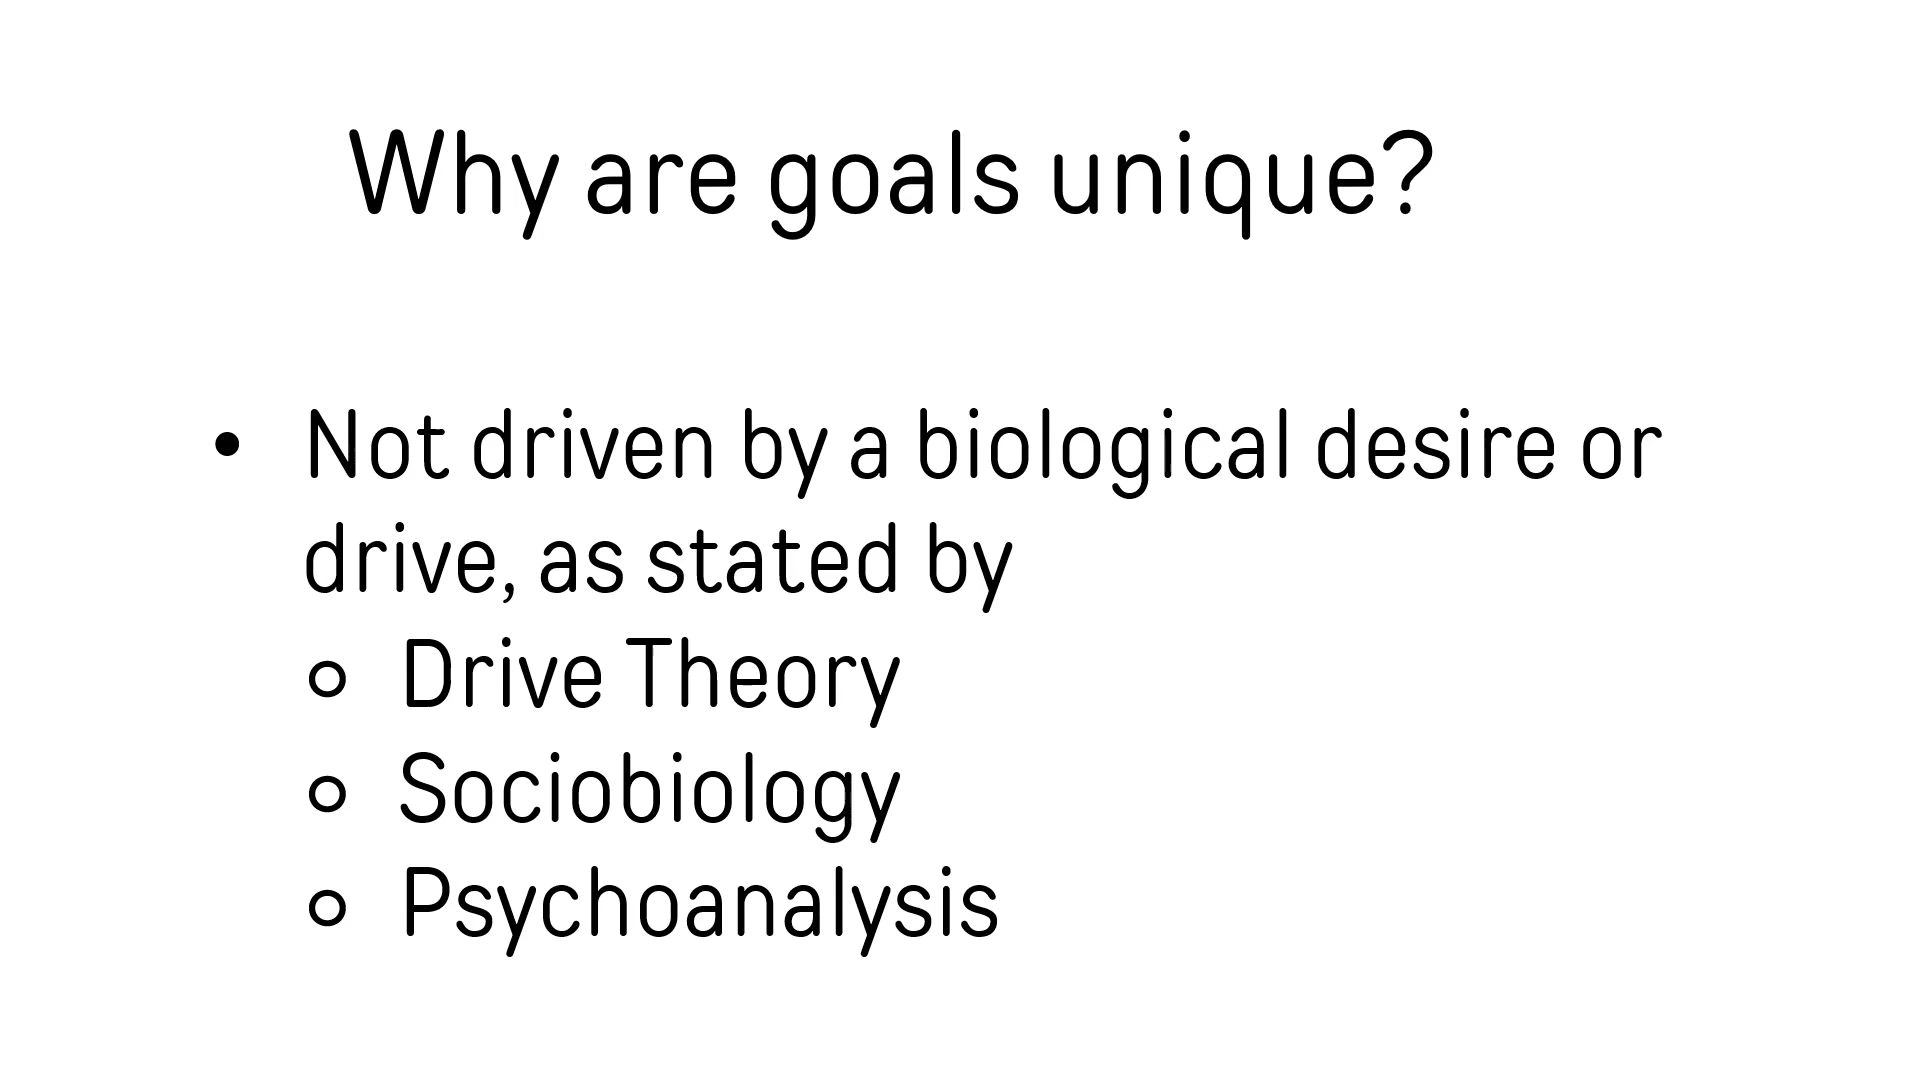 Why are goals unique?
• Not driven by a biological desire or
drive, as stated by
○ Drive Theory
○ Sociobiology
○ Psychoanalysis